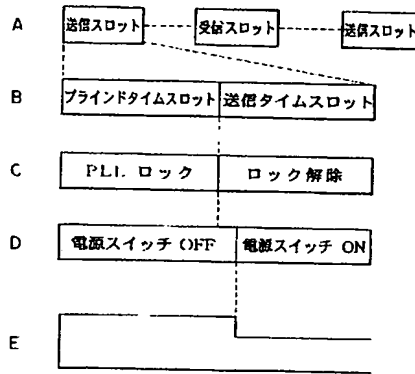 A 送信スロット 受信スロット 送信スロット
B ブラインドタイムスロット 送信タイムスロット
C PLL ロック ロック解除
D 電源スイッチ OFF 電源スイッチ ON
E